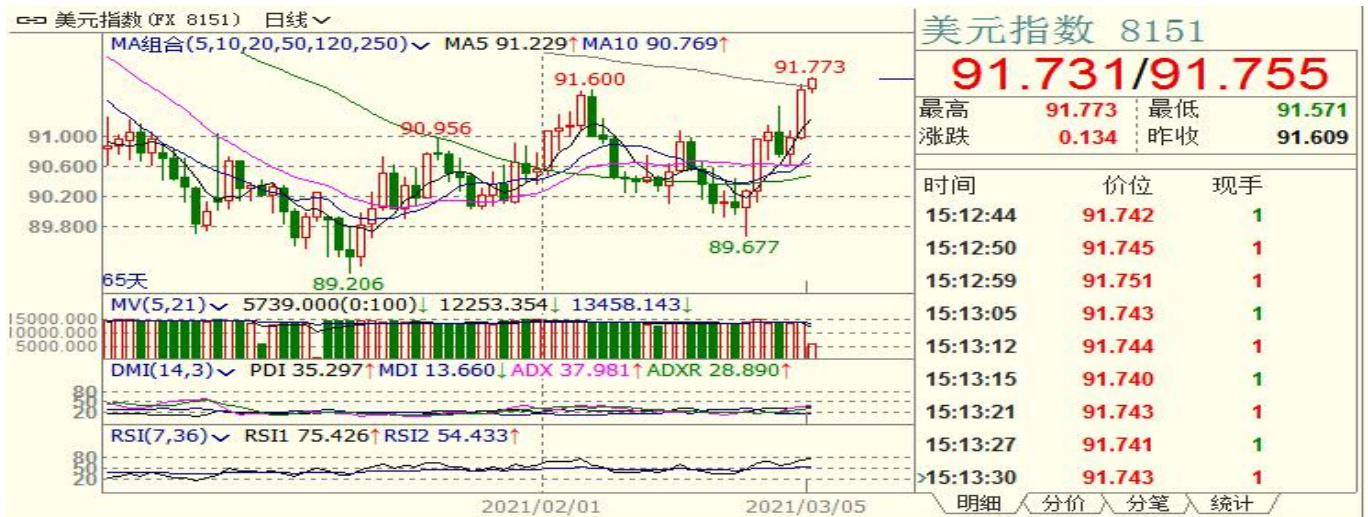 美元指数(FX 8151) 日线
MA组合(5,10,20,50,120,250) MA5 91.229↑MA10 90.769↑
91.773
91.600
90.956
91.000
90.600
90.200
89.800
89.677
89.206
65天
MV(5,21) 5739.000(0:100)↓ 12253.354↓ 13458.143↓
15000.000
10000.000
5000.000
DMI(14,3) PDI 35.297↑MDI 13.660↓ADX 37.981↑ADXR 28.890↑
80
50
20
RSI(7,36) RSI1 75.426↑RSI2 54.433↑
80
50
20
2021/02/01 2021/03/05
美元指数 8151
91.731/91.755
最高 91.773 最低 91.571
涨跌 0.134 昨收 91.609
时间 价位 现手
15:12:44 91.742 1
15:12:50 91.745 1
15:12:59 91.751 1
15:13:05 91.743 1
15:13:12 91.744 1
15:13:15 91.740 1
15:13:21 91.743 1
15:13:27 91.741 1
>15:13:30 91.743 1
明细 分价 分笔 统计